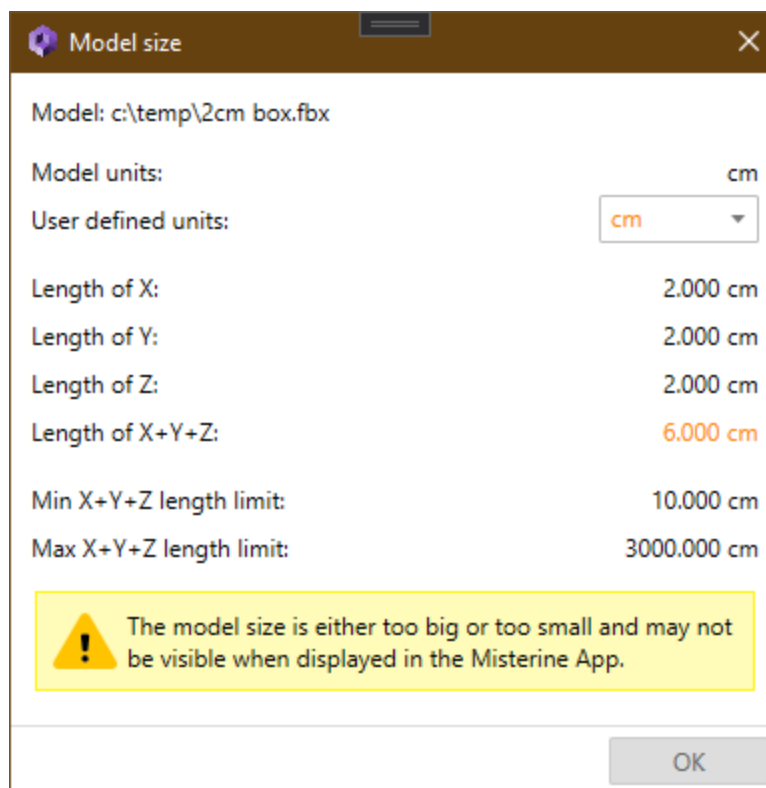 Model size
Model: c:\temp\2cm box.fbx
Model units: cm
User defined units: cm
Length of X: 2.000 cm
Length of Y: 2.000 cm
Length of Z: 2.000 cm
Length of X+Y+Z: 6.000 cm
Min X+Y+Z length limit: 10.000 cm
Max X+Y+Z length limit: 3000.000 cm
The model size is either too big or too small and may not
be visible when displayed in the Misterine App.
OK